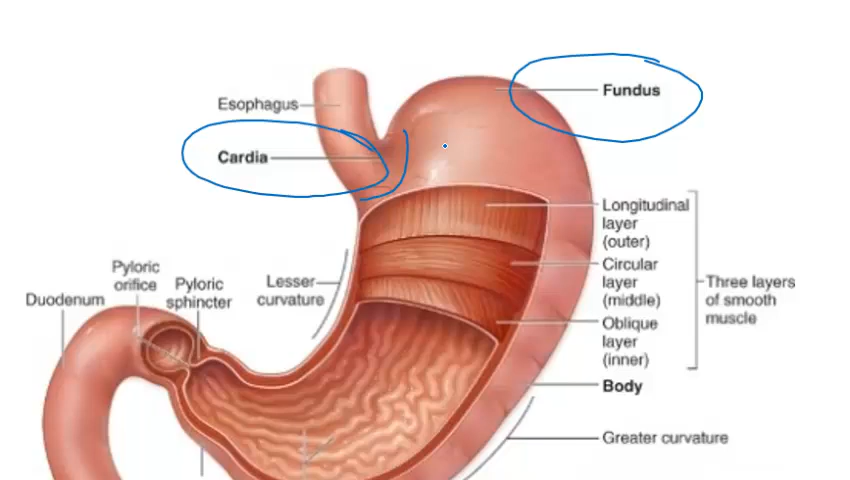 Fundus
Esophagus
Cardia
Longitudinal
layer
(outer)
Circular
layer
(middle)
Oblique
layer
(inner)
Three layers
of smooth
muscle
Pyloric
orifice
Pyloric
sphincter
Lesser
curvature
Duodenum
Body
Greater curvature